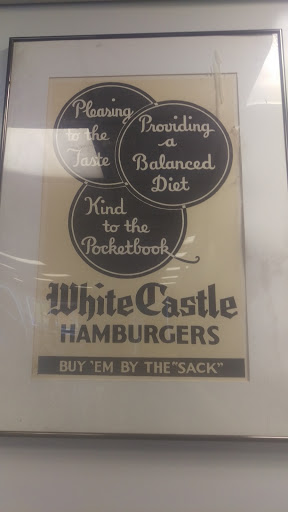 Pleasing
to the
Taste
Providing
a
Balanced
Diet
Kind
to the
Pocketbook
White Castle
HAMBURGERS
BUY 'EM BY THE "SACK"